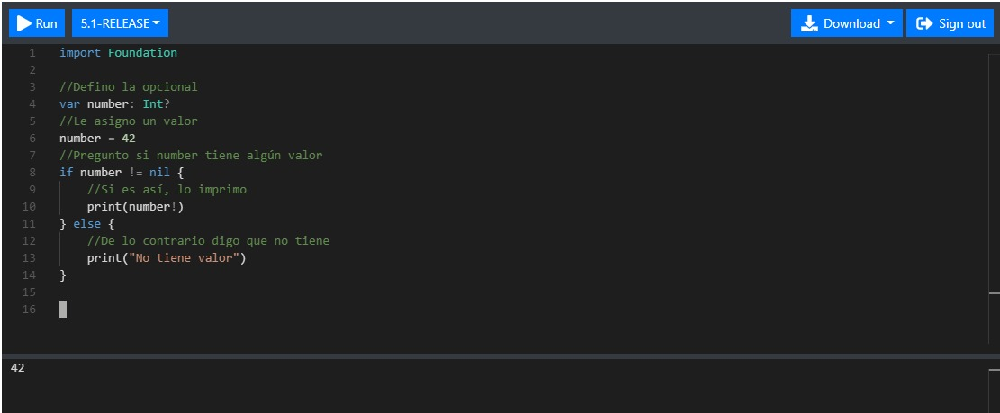 Run 5.1-RELEASE Download Sign out
1 import Foundation
2
3 //Defino la opcional
4 var number: Int?
5 //Le asigno un valor
6 number = 42
7 //Pregunto si number tiene algún valor
8 if number != nil {
9 //Si es así, lo imprimo
10 print(number!)
11 } else {
12 //De lo contrario digo que no tiene
13 print("No tiene valor")
14 }
15
16
42